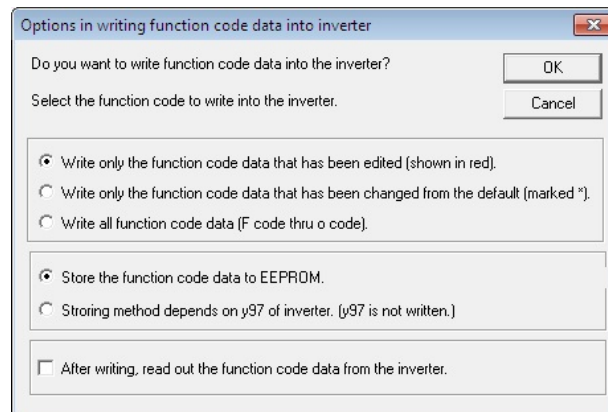 Options in writing function code data into inverter
Do you want to write function code data into the inverter?
OK
Select the function code to write into the inverter.
Cancel
Write only the function code data that has been edited (shown in red).
Write only the function code data that has been changed from the default (marked *).
Write all function code data (F code thru o code).
Store the function code data to EEPROM.
Stroring method depends on y97 of inverter. (y97 is not written.)
After writing, read out the function code data from the inverter.